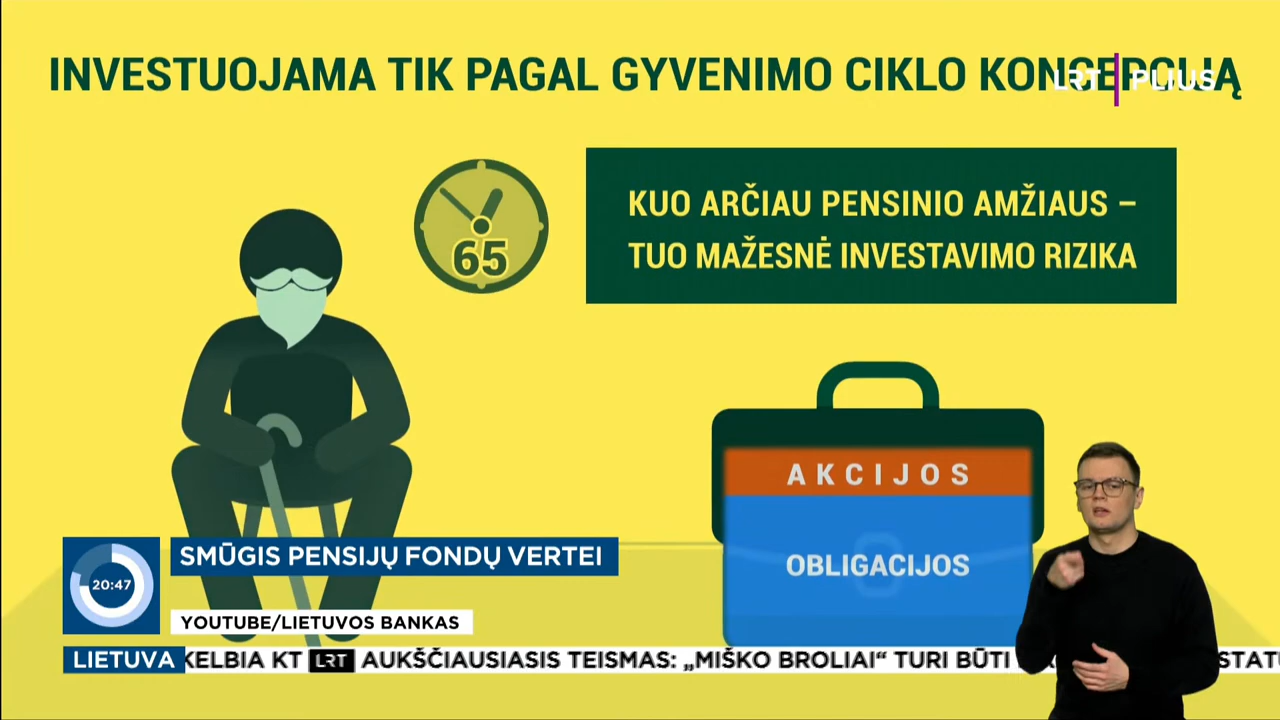 INVESTUOJAMA TIK PAGAL GYVENIMO CIKLO KONCEPCIJĄ
LRT PLIUS
65
KUO ARČIAU PENSINIO AMŽIAUS –
TUO MAŽESNĖ INVESTAVIMO RIZIKA
AKCIJOS
OBLIGACIJOS
20:47
SMŪGIS PENSIJŲ FONDŲ VERTEI
YOUTUBE/LIETUVOS BANKAS
LIETUVA KELBIA KT LRT AUKŠČIAUSIASIS TEISMAS: „MIŠKO BROLIAI“ TURI BŪTI